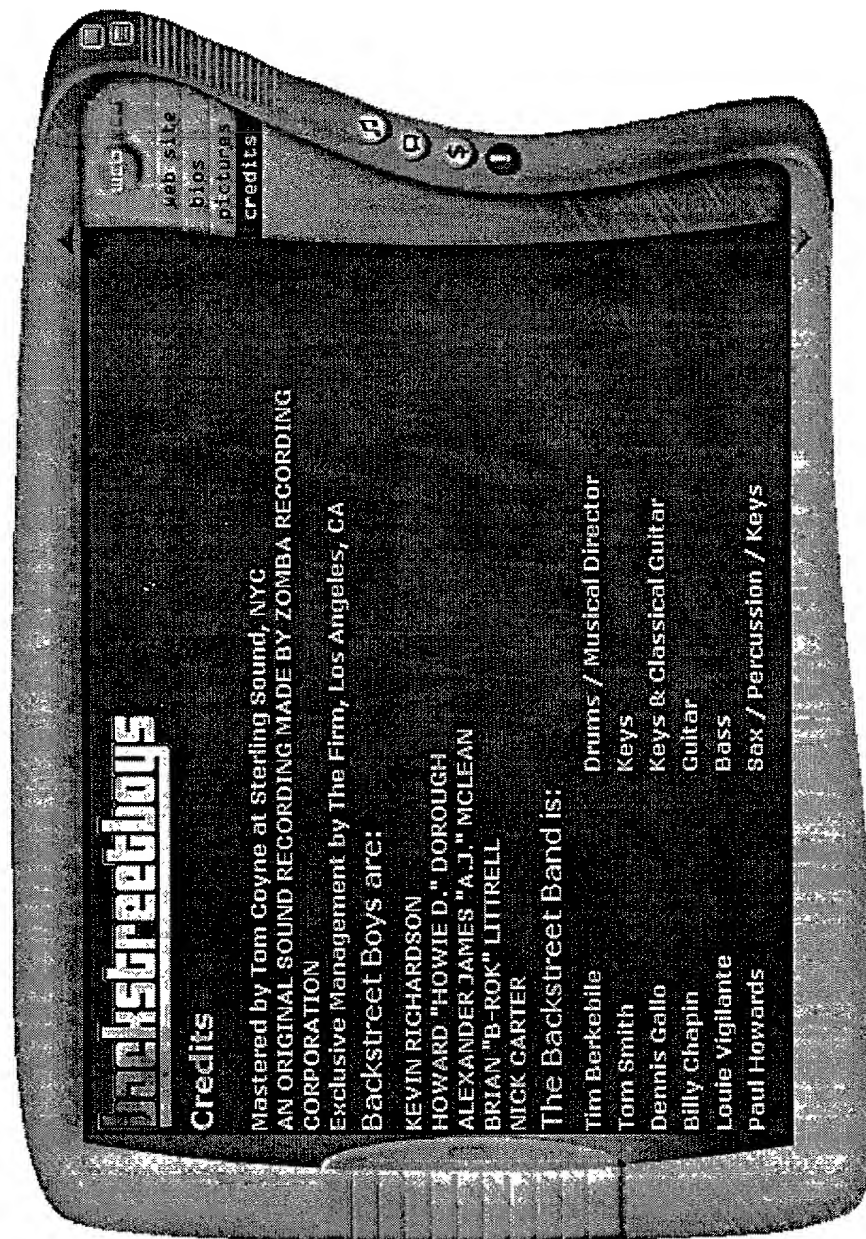 backstreetboys
Credits
Mastered by Tom Coyne at Sterling Sound, NYC
AN ORIGINAL SOUND RECORDING MADE BY ZOMBA RECORDING
CORPORATION
Exclusive Management by The Firm, Los Angeles, CA
Backstreet Boys are:
KEVIN RICHARDSON
HOWARD "HOWIE D." DOROUGH
ALEXANDER JAMES "A.J." MCLEAN
BRIAN "B-ROK" LITTRELL
NICK CARTER
The Backstreet Band is:
Tim Berkebile Drums / Musical Director
Tom Smith Keys
Dennis Gallo Keys & Classical Guitar
Billy Chapin Guitar
Louie Vigilante Bass
Paul Howards Sax / Percussion / Keys
web site
bios
pictures
credits
$